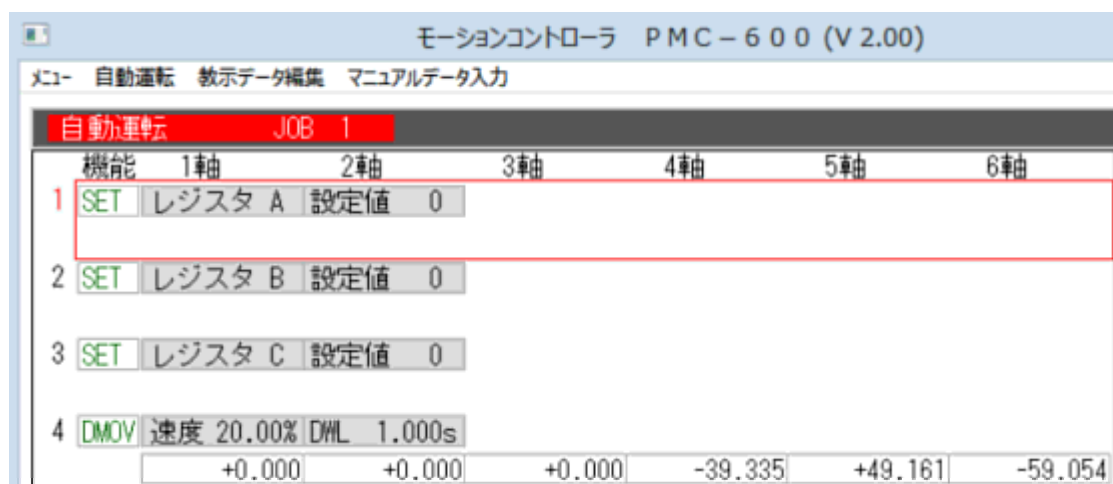 モーションコントローラ PMC-600 (V 2.00)
メニュー 自動運転 教示データ編集 マニュアルデータ入力
自動運転 JOB 1
機能 1軸 2軸 3軸 4軸 5軸 6軸
1 SET レジスタ A 設定値 0
2 SET レジスタ B 設定値 0
3 SET レジスタ C 設定値 0
4 DMOV 速度 20.00% DWL 1.000s
+0.000 +0.000 +0.000 -39.335 +49.161 -59.054